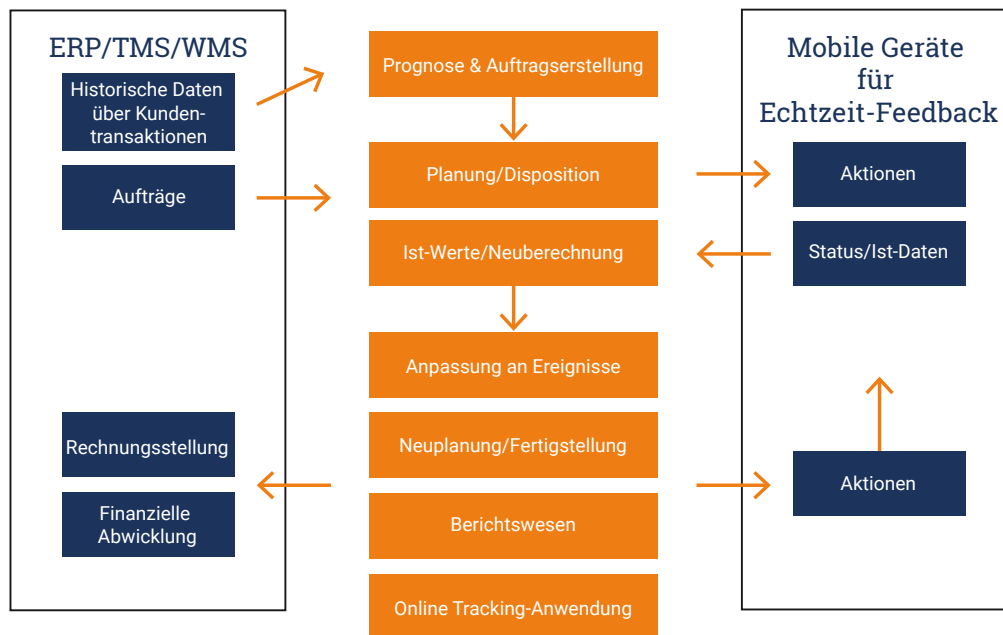 ERP/TMS/WMS
Historische Daten
über Kunden-
transaktionen
Aufträge
Rechnungsstellung
Finanzielle
Abwicklung
Prognose & Auftragserstellung
Planung/Disposition
Ist-Werte/Neuberechnung
Anpassung an Ereignisse
Neuplanung/Fertigstellung
Berichtswesen
Online Tracking-Anwendung
Mobile Geräte
für
Echtzeit-Feedback
Aktionen
Status/Ist-Daten
Aktionen